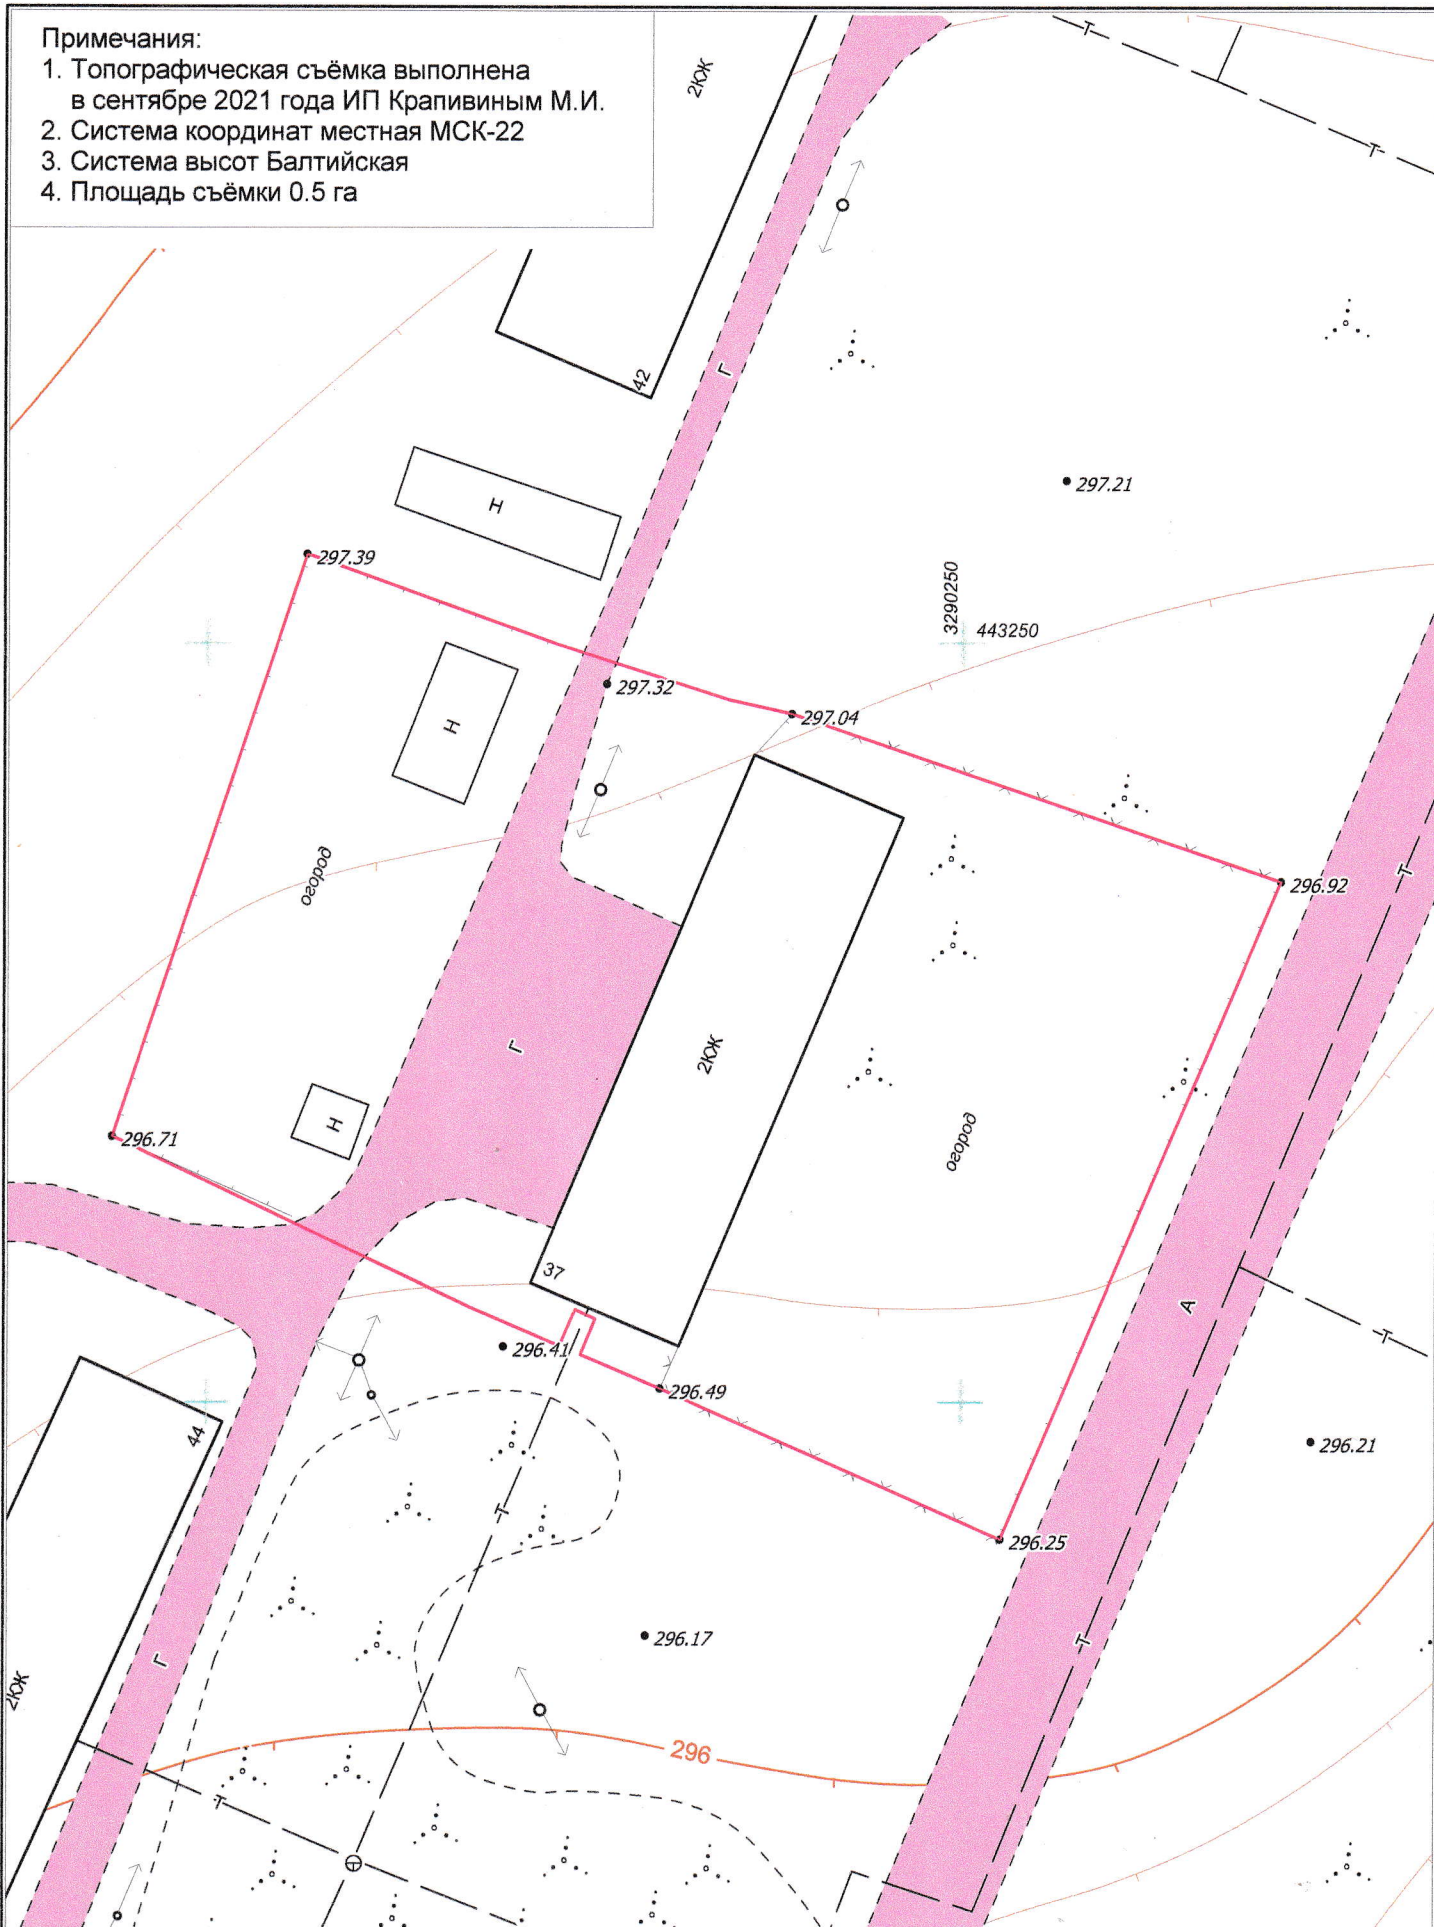 Примечания:
1. Топографическая съёмка выполнена
в сентябре 2021 года ИП Крапивиным М.И.
2. Система координат местная МСК-22
3. Система высот Балтийская
4. Площадь съёмки 0.5 га
2КЖ
Т
Т
42
Г
Н
297.21
297.39
3290250
443250
297.32
297.04
Н
огород
296.92
Т
Г
2КЖ
огород
Н
296.71
37
А
Т
296.41
296.49
44
296.21
Т
296.25
296.17
Т
Г
2КЖ
296
Т